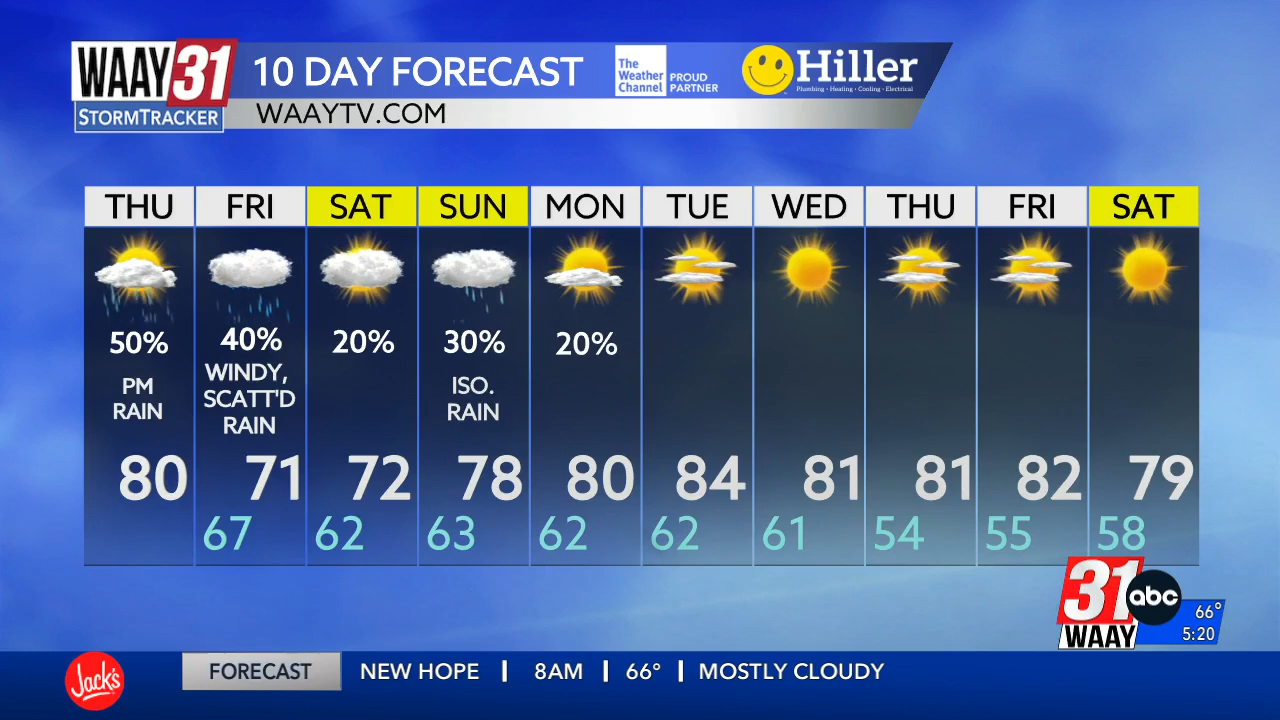 WAAY 31
STORMTRACKER
10 DAY FORECAST
WAAYTV.COM
The
Weather
Channel
PROUD
PARTNER
Hiller
Plumbing • Heating • Cooling • Electrical
THU FRI SAT SUN MON TUE WED THU FRI SAT
50% 40% 20% 30% 20%
PM
RAIN
WINDY,
SCATT'D
RAIN
ISO.
RAIN
80 71 72 78 80 84 81 81 82 79
67 62 63 62 62 61 54 55 58
31
WAAY
abc
66°
5:20
Jack's
FORECAST
NEW HOPE | 8AM | 66° | MOSTLY CLOUDY